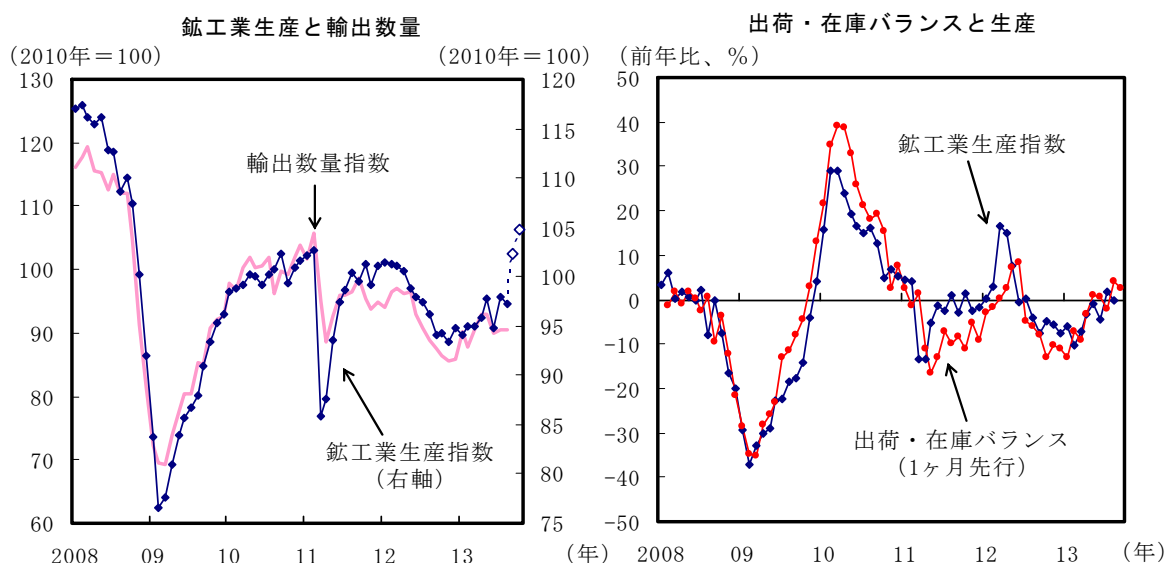 鉱工業生産と輸出数量
(2010年＝100)
(2010年＝100)
130
120
110
100
90
80
70
60
120
115
110
105
100
95
90
85
80
75
輸出数量指数
鉱工業生産指数
(右軸)
2008 09 10 11 12 13 (年)
出荷・在庫バランスと生産
(前年比、%)
50
40
30
20
10
0
-10
-20
-30
-40
-50
鉱工業生産指数
出荷・在庫バランス
(1ヶ月先行)
2008 09 10 11 12 13 (年)